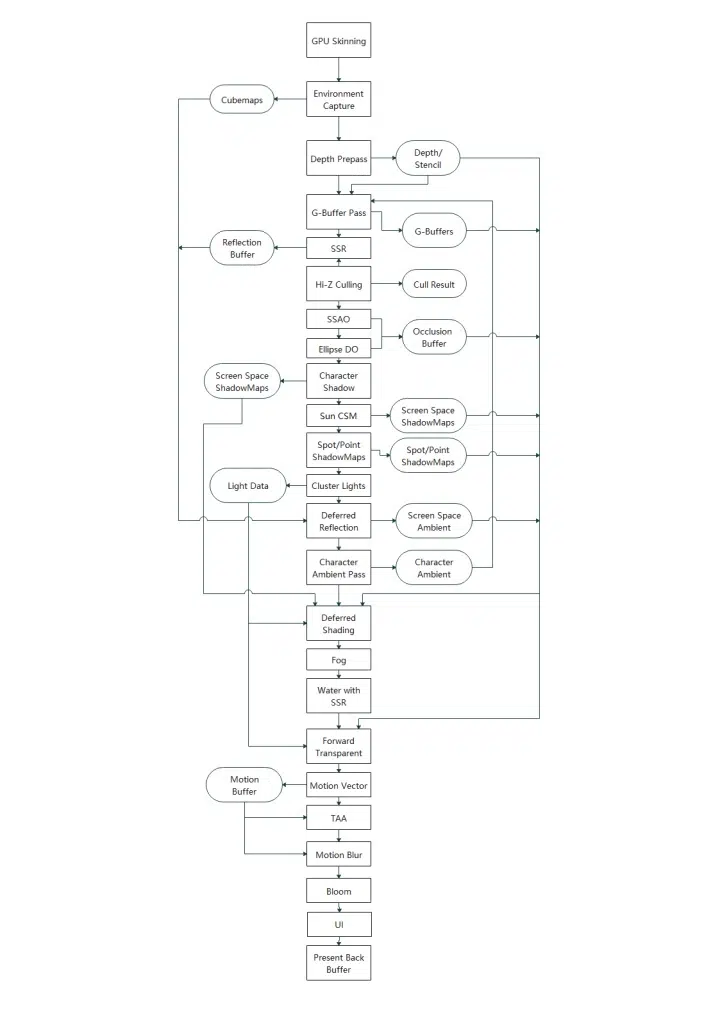 GPU Skinning
Cubemaps
Environment
Capture
Depth Prepass
Depth/
Stencil
G-Buffer Pass
G-Buffers
Reflection
Buffer
SSR
Hi-Z Culling
Cull Result
SSAO
Occlusion
Buffer
Ellipse DO
Screen Space
ShadowMaps
Character
Shadow
Sun CSM
Screen Space
ShadowMaps
Spot/Point
ShadowMaps
Spot/Point
ShadowMaps
Light Data
Cluster Lights
Deferred
Reflection
Screen Space
Ambient
Character
Ambient Pass
Character
Ambient
Deferred
Shading
Fog
Water with
SSR
Forward
Transparent
Motion
Buffer
Motion Vector
TAA
Motion Blur
Bloom
UI
Present Back
Buffer